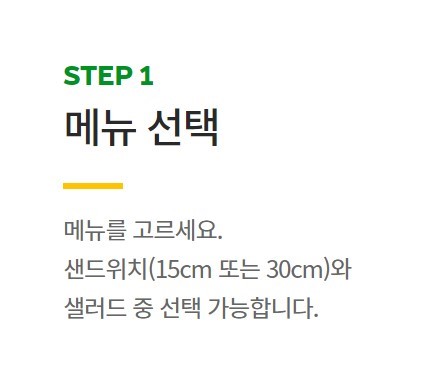 STEP 1
메뉴 선택
메뉴를 고르세요.
샌드위치(15cm 또는 30cm)와
샐러드 중 선택 가능합니다.